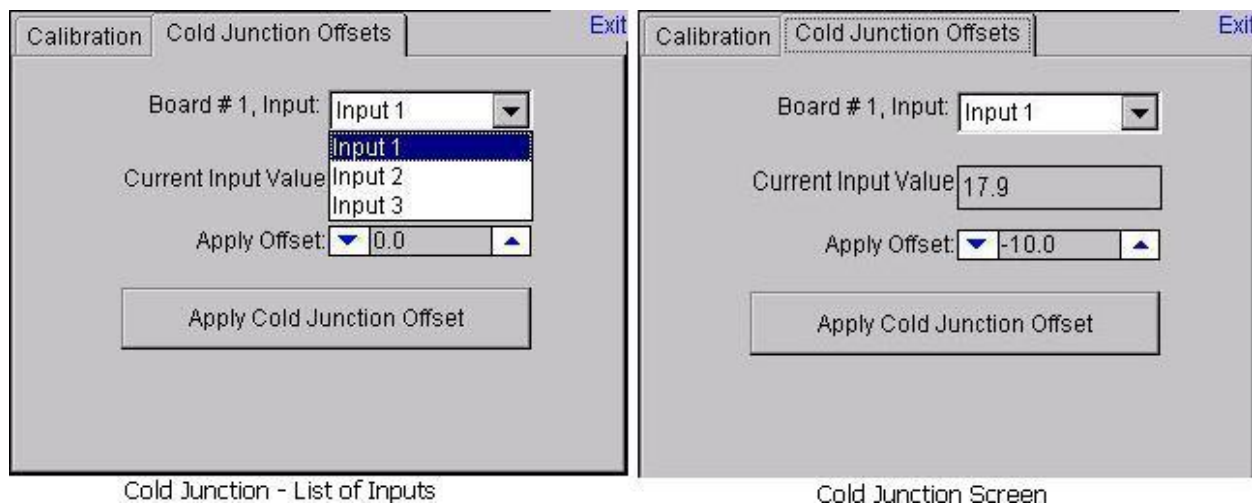 Calibration
Cold Junction Offsets
Exit
Board # 1, Input:
Input 1
Input 1
Input 2
Input 3
Current Input Value
Apply Offset:
0.0
Apply Cold Junction Offset
Cold Junction - List of Inputs
Calibration
Cold Junction Offsets
Exit
Board # 1, Input:
Input 1
Current Input Value
17.9
Apply Offset:
-10.0
Apply Cold Junction Offset
Cold Junction Screen